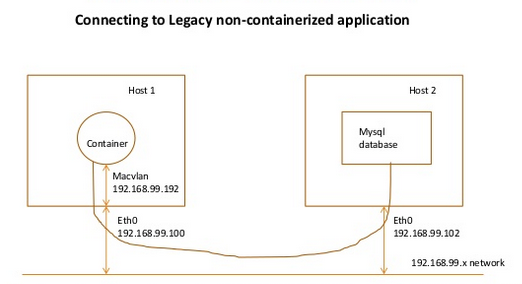 Connecting to Legacy non-containerized application
Host 1
Host 2
Container
Mysql
database
Macvlan
192.168.99.192
Eth0
192.168.99.100
Eth0
192.168.99.102
192.168.99.x network